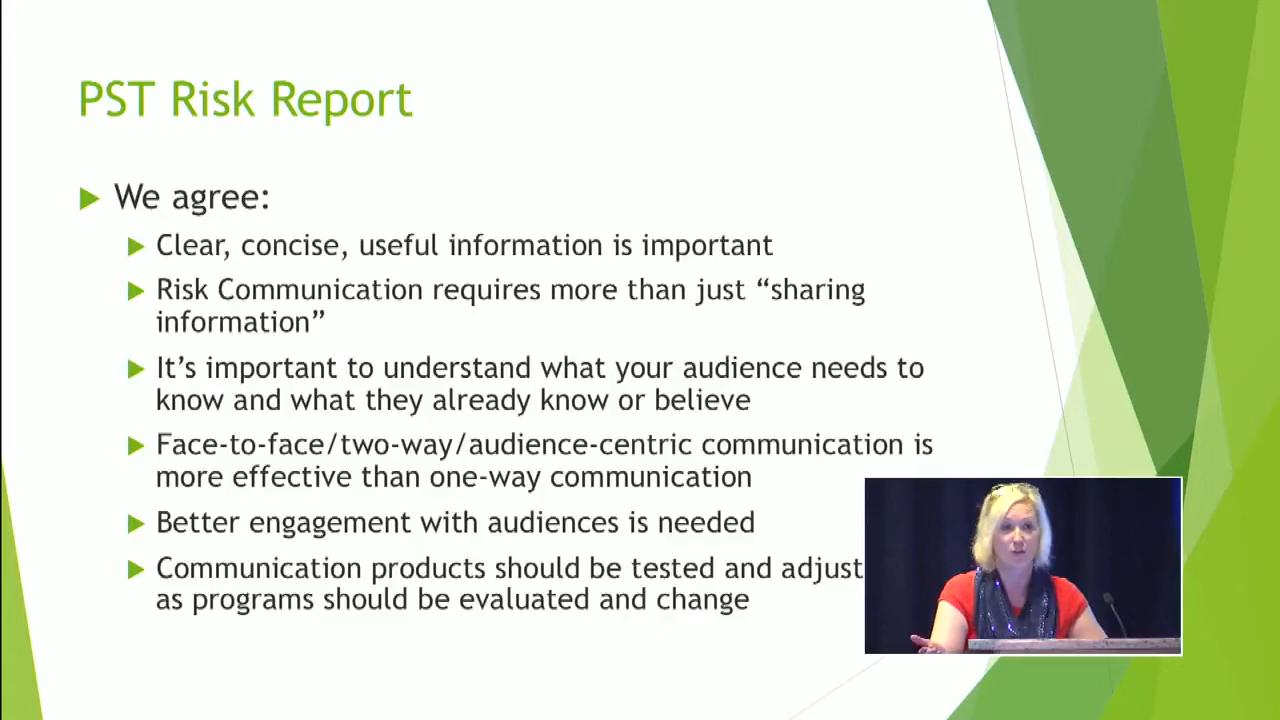 PST Risk Report
We agree:
Clear, concise, useful information is important
Risk Communication requires more than just “sharing
information”
It’s important to understand what your audience needs to
know and what they already know or believe
Face-to-face/two-way/audience-centric communication is
more effective than one-way communication
Better engagement with audiences is needed
Communication products should be tested and adjust
as programs should be evaluated and change